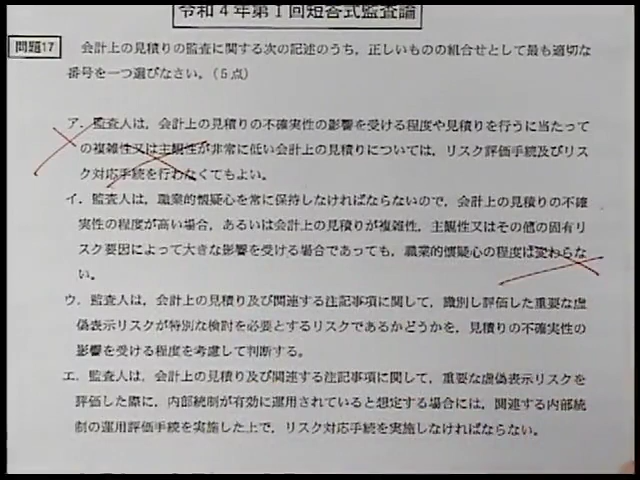 令和4年第1回短答式監査論
問題17 会計上の見積りの監査に関する次の記述のうち，正しいものの組合せとして最も適切な
番号を一つ選びなさい。（5点）
ア．監査人は，会計上の見積りの不確実性の影響を受ける程度や見積りを行うに当たって
の複雑性又は主観性が非常に低い会計上の見積りについては，リスク評価手続及びリス
ク対応手続を行わなくてもよい。
イ．監査人は，職業的懐疑心を常に保持しなければならないので，会計上の見積りの不確
実性の程度が高い場合，あるいは会計上の見積りが複雑性，主観性又はその他の固有リ
スク要因によって大きな影響を受ける場合であっても，職業的懐疑心の程度は変わらな
い。
ウ．監査人は，会計上の見積り及び関連する注記事項に関して，識別し評価した重要な虚
偽表示リスクが特別な検討を必要とするリスクであるかどうかを，見積りの不確実性の
影響を受ける程度を考慮して判断する。
エ．監査人は，会計上の見積り及び関連する注記事項に関して，重要な虚偽表示リスクを
評価した際に，内部統制が有効に運用されていると想定する場合には，関連する内部統
制の運用評価手続を実施した上で，リスク対応手続を実施しなければならない。